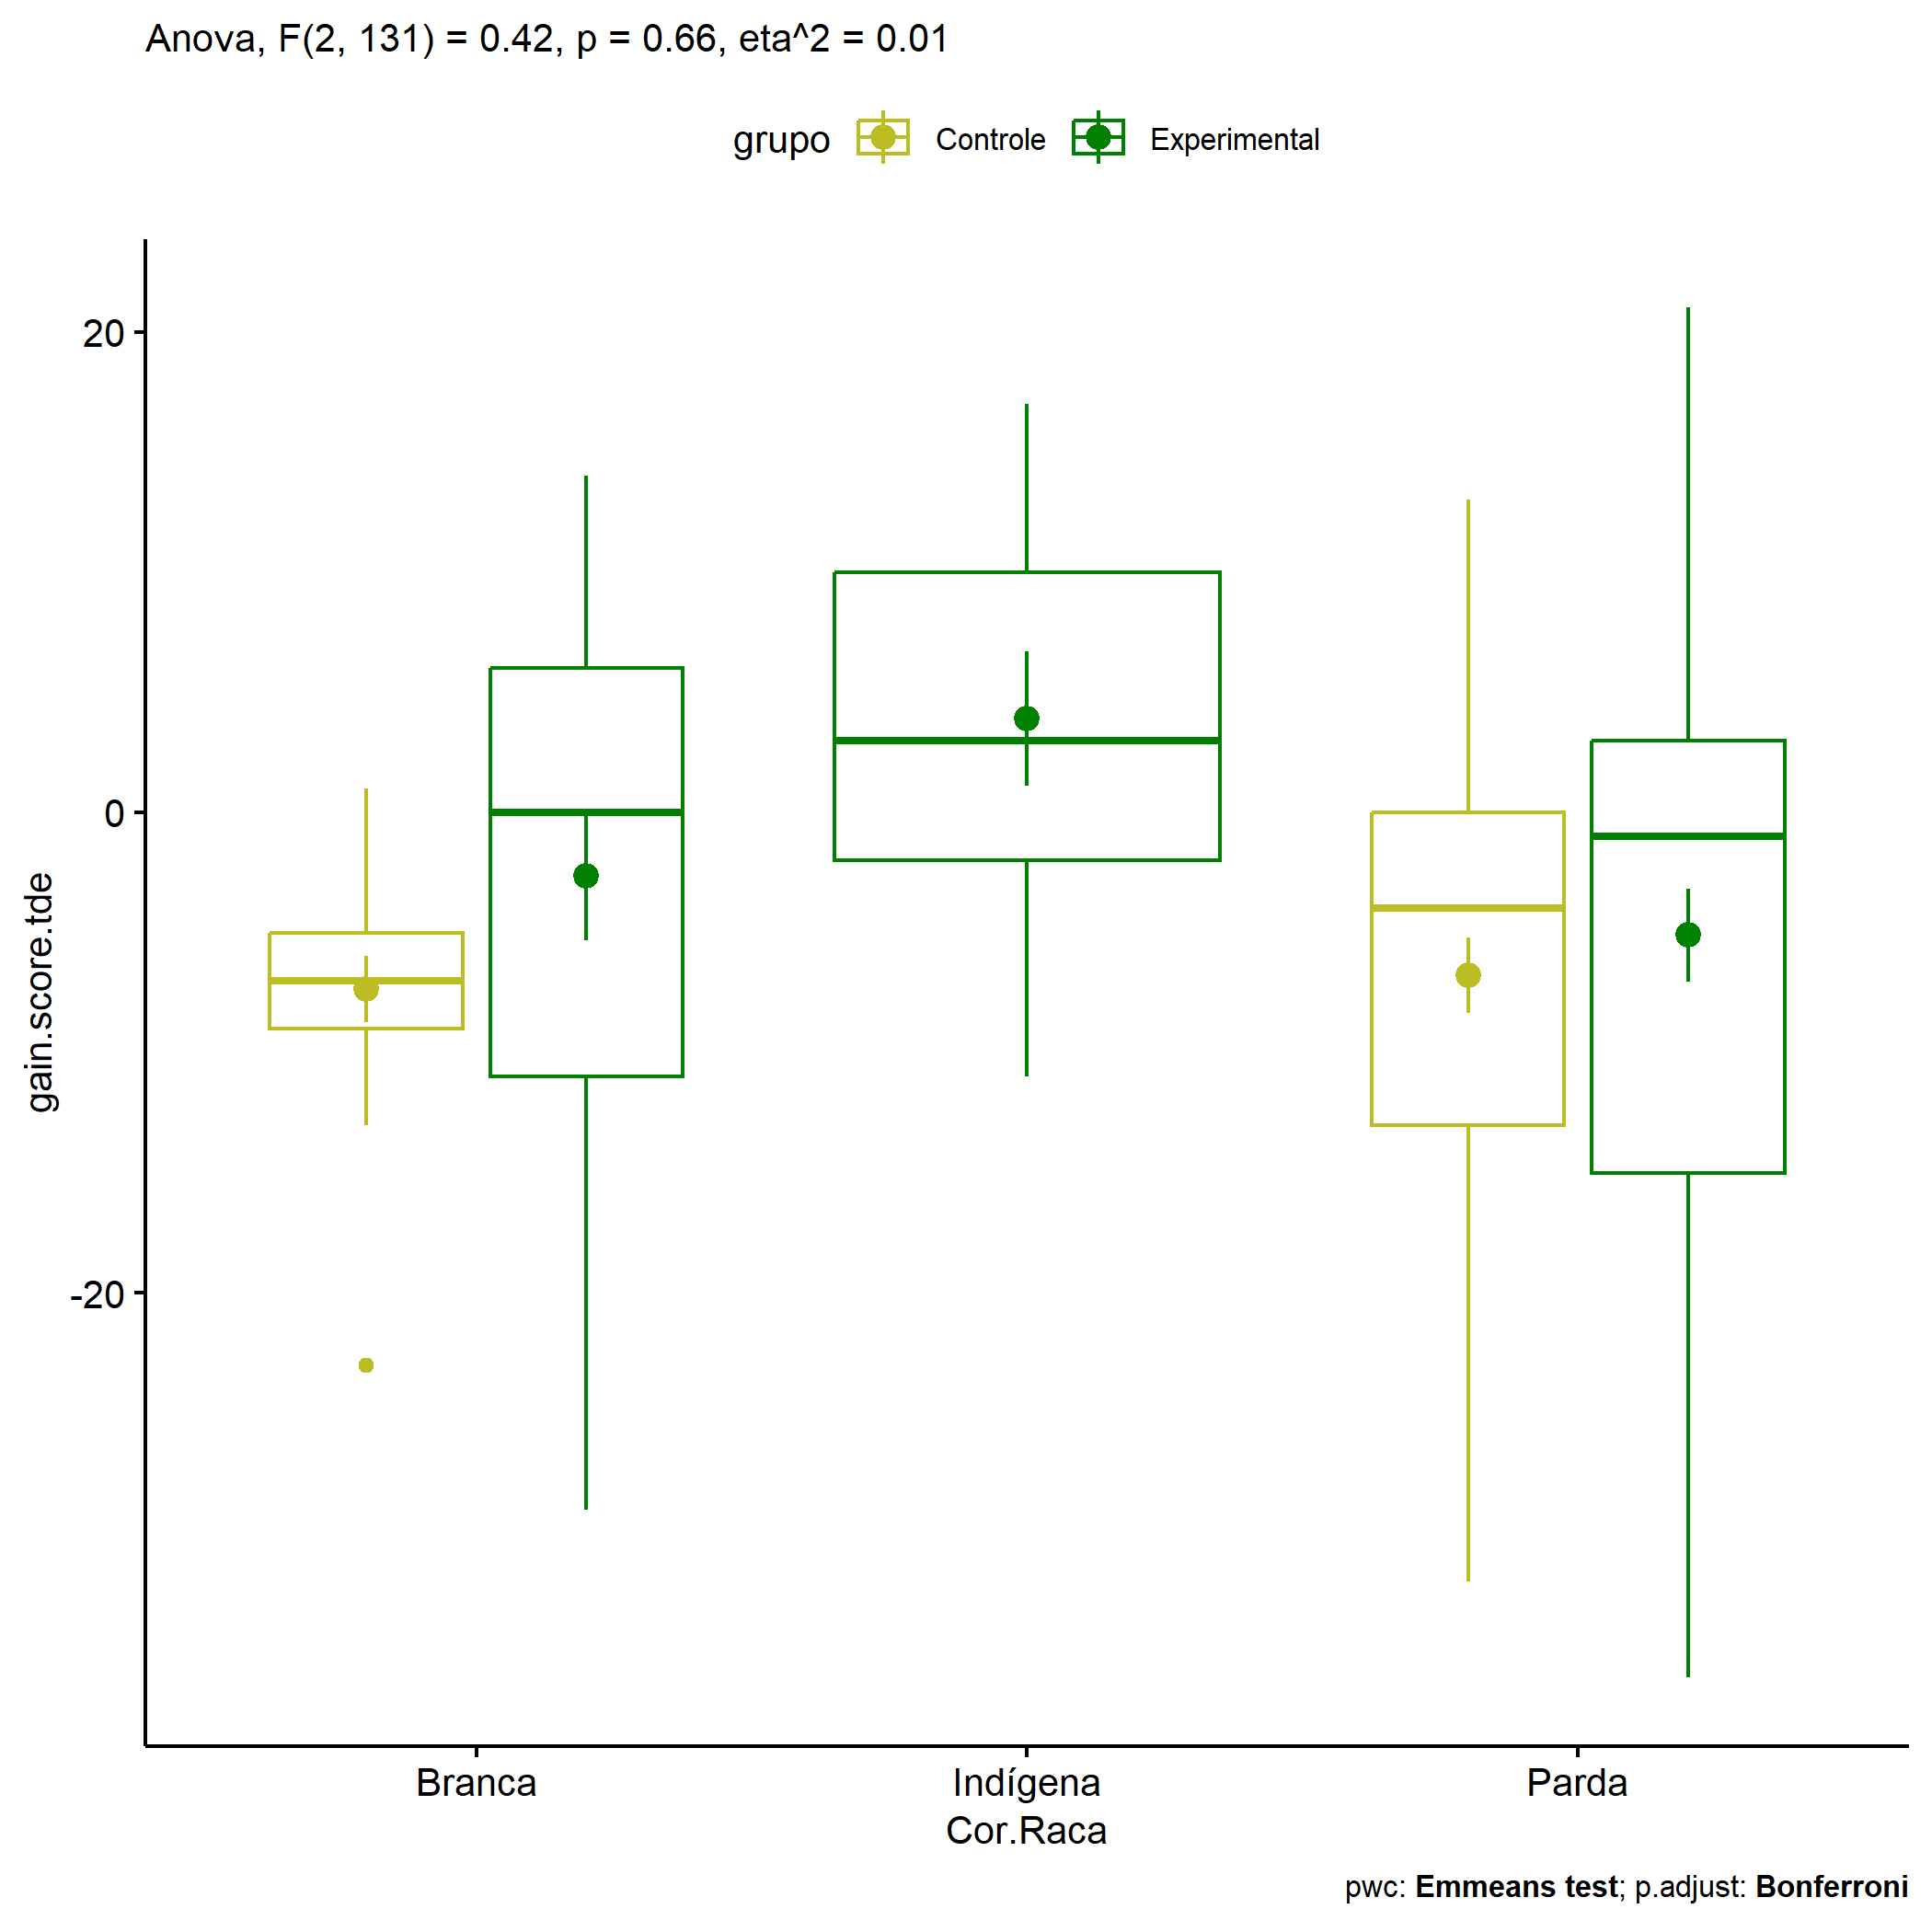 Anova, F(2, 131) = 0.42, p = 0.66, eta^2 = 0.01
grupo Controle Experimental
20
0
-20
gain.score.tde
Branca Indígena Parda
Cor.Raca
pwc: Emmeans test; p.adjust: Bonferroni